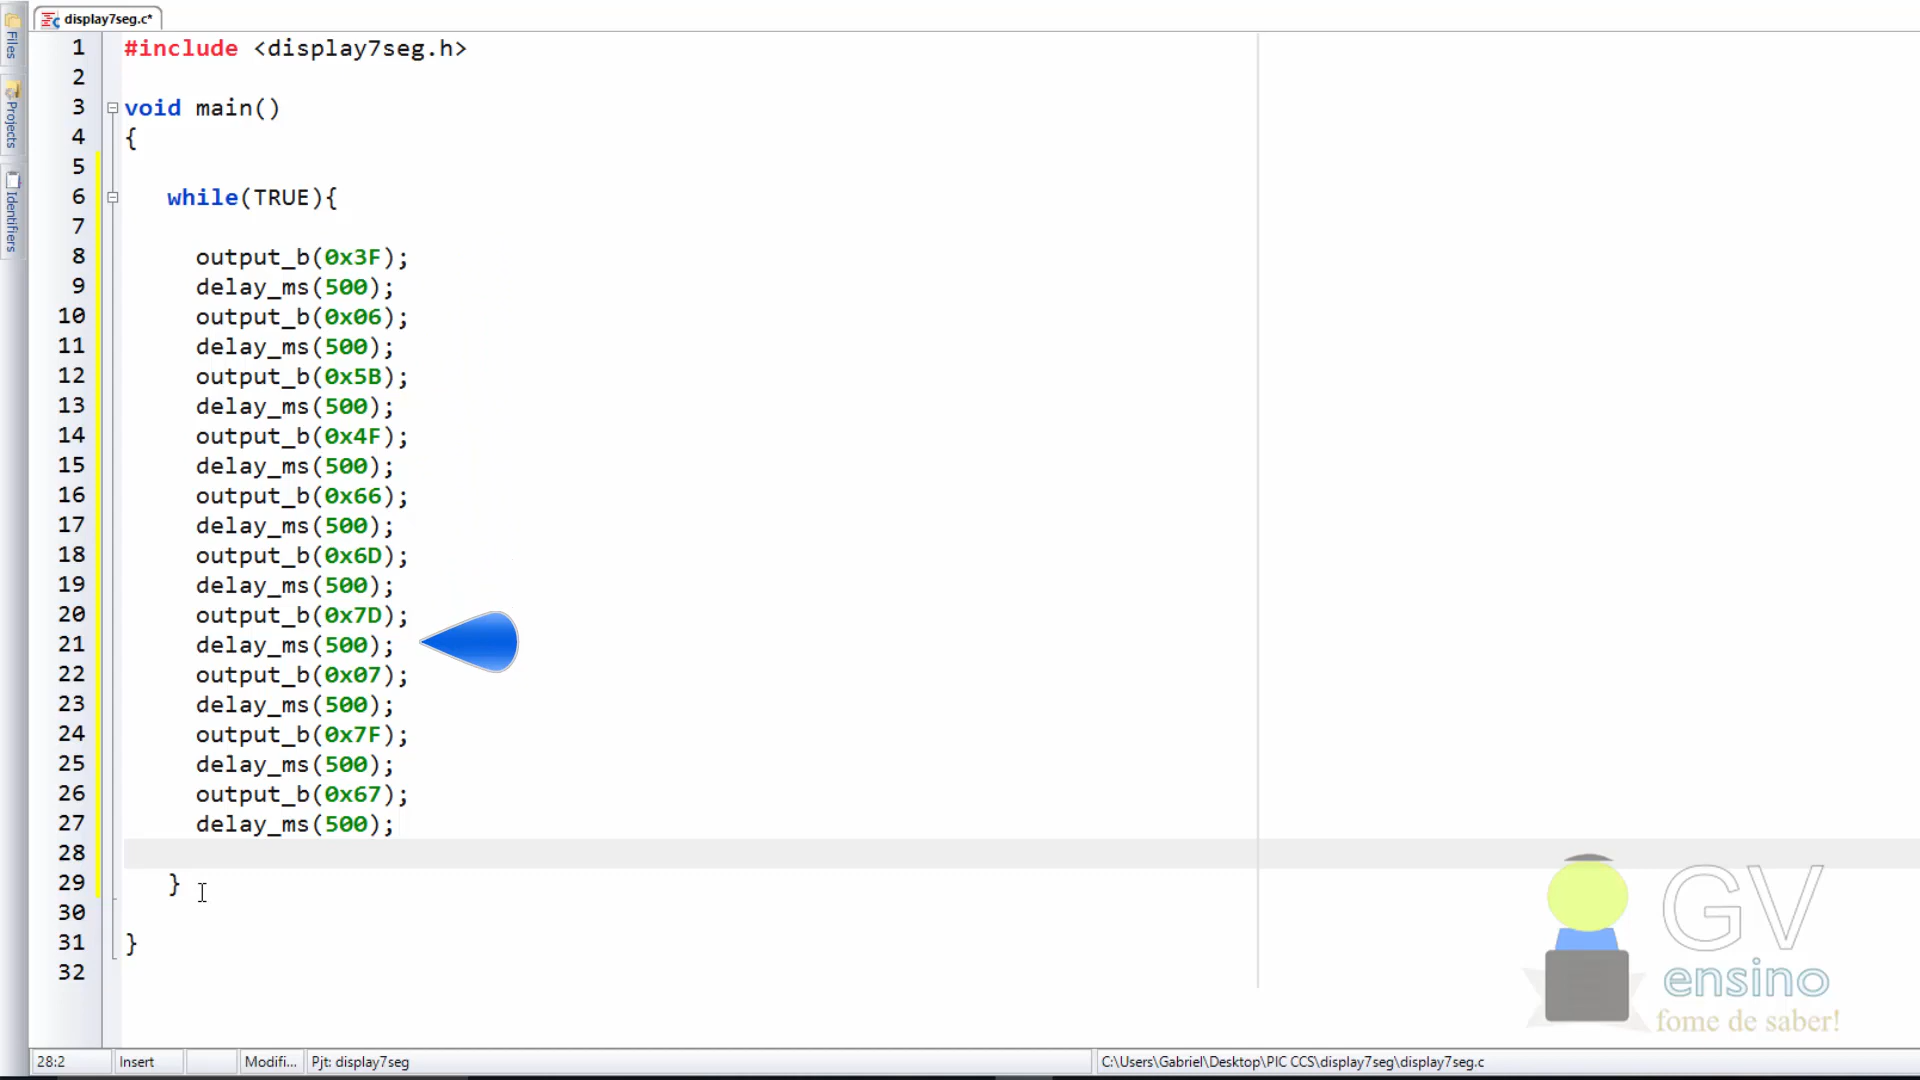 display7seg.c*
Files
Projects
Identifiers
1 #include <display7seg.h>
2
3 void main()
4 {
5
6 while(TRUE){
7
8 output_b(0x3F);
9 delay_ms(500);
10 output_b(0x06);
11 delay_ms(500);
12 output_b(0x5B);
13 delay_ms(500);
14 output_b(0x4F);
15 delay_ms(500);
16 output_b(0x66);
17 delay_ms(500);
18 output_b(0x6D);
19 delay_ms(500);
20 output_b(0x7D);
21 delay_ms(500);
22 output_b(0x07);
23 delay_ms(500);
24 output_b(0x7F);
25 delay_ms(500);
26 output_b(0x67);
27 delay_ms(500);
28
29 }
30
31 }
32
GV
ensino
fome de saber!
28:2 Insert Modifi... Pjt: display7seg C:\Users\Gabriel\Desktop\PIC CCS\display7seg\display7seg.c